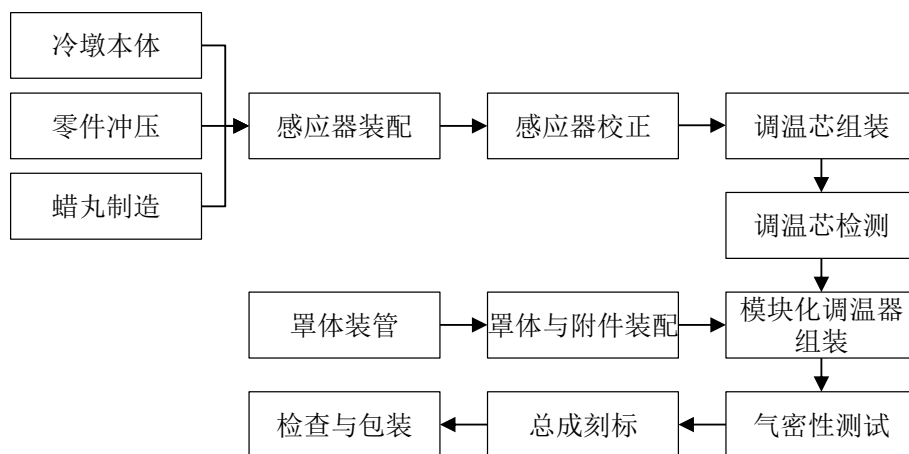 冷墩本体
零件冲压
感应器装配
感应器校正
调温芯组装
蜡丸制造
调温芯检测
罩体装管
罩体与附件装配
模块化调温器
组装
检查与包装
总成刻标
气密性测试